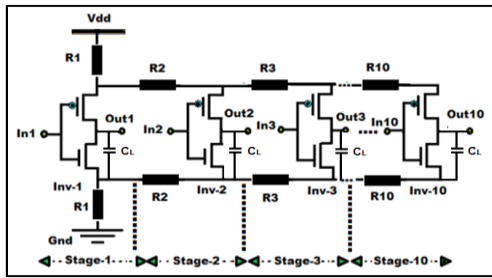 Vdd
R1
R2
R3
R10
In1
Out1
In2
Out2
In3
Out3
In10
Out10
CL
CL
CL
CL
Inv-1
Inv-2
Inv-3
Inv-10
R1
R2
R3
R10
Gnd
Stage-1
Stage-2
Stage-3
Stage-10